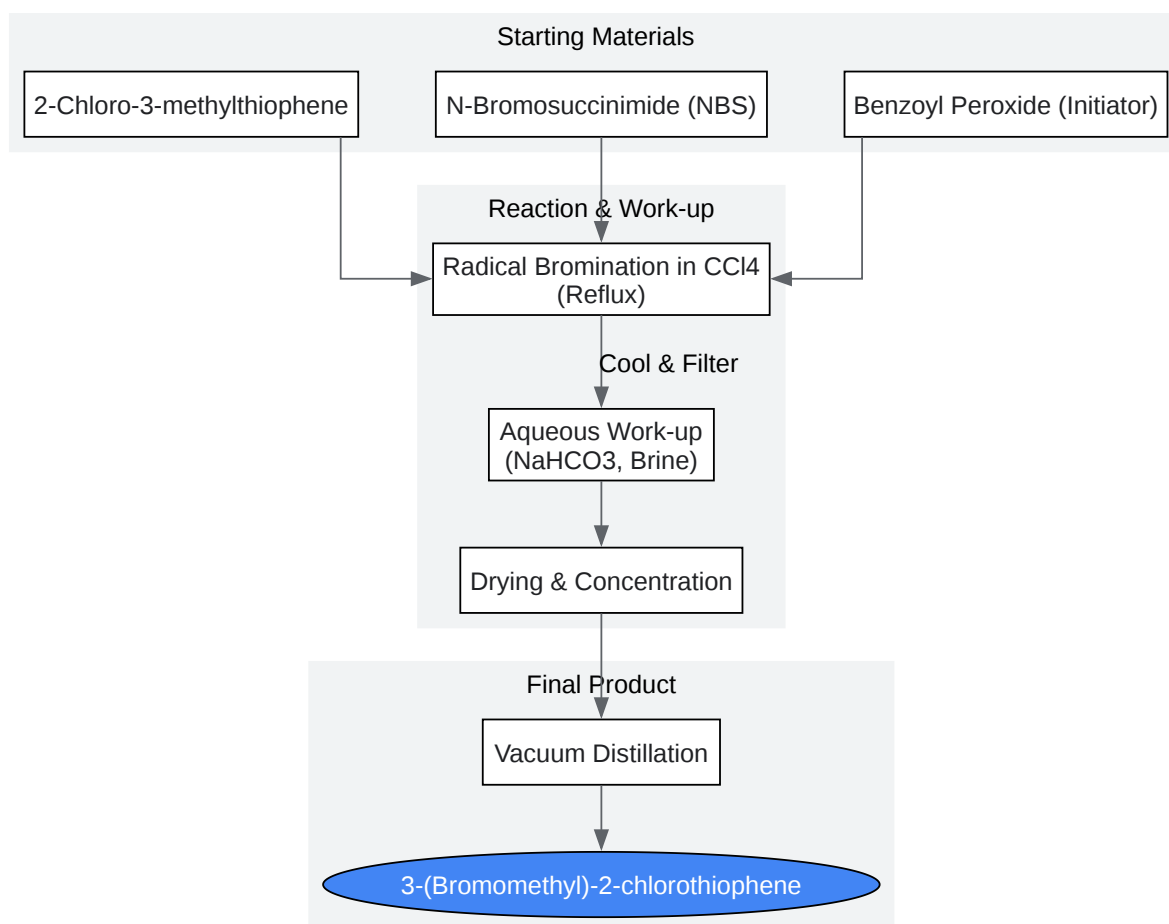 Starting Materials
2-Chloro-3-methylthiophene
N-Bromosuccinimide (NBS)
Benzoyl Peroxide (Initiator)
Reaction & Work-up
Radical Bromination in CCl4
(Reflux)
Cool & Filter
Aqueous Work-up
(NaHCO3, Brine)
Drying & Concentration
Final Product
Vacuum Distillation
3-(Bromomethyl)-2-chlorothiophene